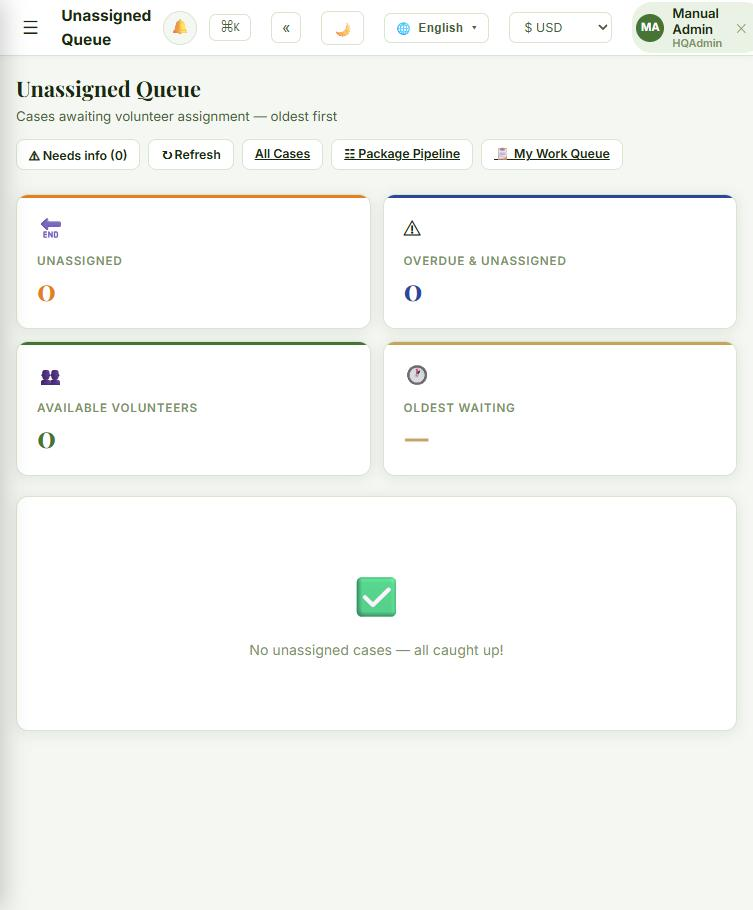 ☰ Unassigned Queue 🔔 ⌘K « 🌙 🌐 English ▾ $ USD MA Manual Admin HQAdmin ×
Unassigned Queue
Cases awaiting volunteer assignment — oldest first
⚠ Needs info (0) ↻ Refresh All Cases ☷ Package Pipeline 📋 My Work Queue
END
UNASSIGNED
0
⚠
OVERDUE & UNASSIGNED
0
AVAILABLE VOLUNTEERS
0
OLDEST WAITING
—
No unassigned cases — all caught up!